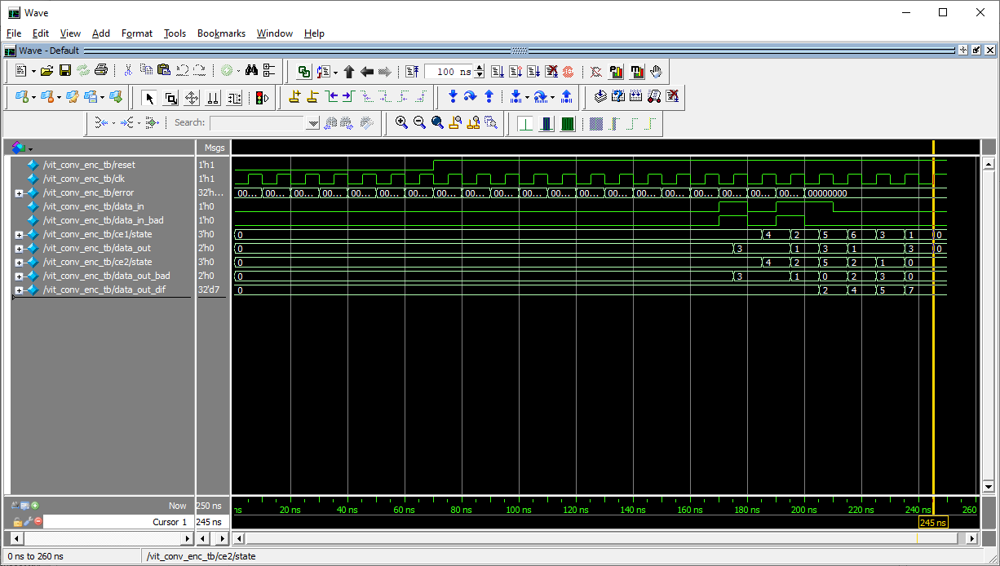 Wave
File Edit View Add Format Tools Bookmarks Window Help
Wave - Default
100 ns
Search:
Msgs
/vit_conv_enc_tb/reset 1'h1
/vit_conv_enc_tb/clk 1'h1
/vit_conv_enc_tb/error 32'h... 00... 00... 00... 00... 00... 00... 00... 00... 00... 00... 00... 00... 00... 00... 00... 00... 00... 00... 00... 00... 00000000
/vit_conv_enc_tb/data_in 1'h0
/vit_conv_enc_tb/data_in_bad 1'h0
/vit_conv_enc_tb/ce1/state 3'h0 0 4 2 5 6 3 1 0
/vit_conv_enc_tb/data_out 2'h0 0 3 1 3 1 3 0
/vit_conv_enc_tb/ce2/state 3'h0 0 4 2 5 2 1 0
/vit_conv_enc_tb/data_out_bad 2'h0 0 3 1 0 2 3 0
/vit_conv_enc_tb/data_out_dif 32'd7 0 2 4 5 7
Now 250 ns ns 20 ns 40 ns 60 ns 80 ns 100 ns 120 ns 140 ns 160 ns 180 ns 200 ns 220 ns 240 ns 260
Cursor 1 245 ns 245 ns
0 ns to 260 ns /vit_conv_enc_tb/ce2/state